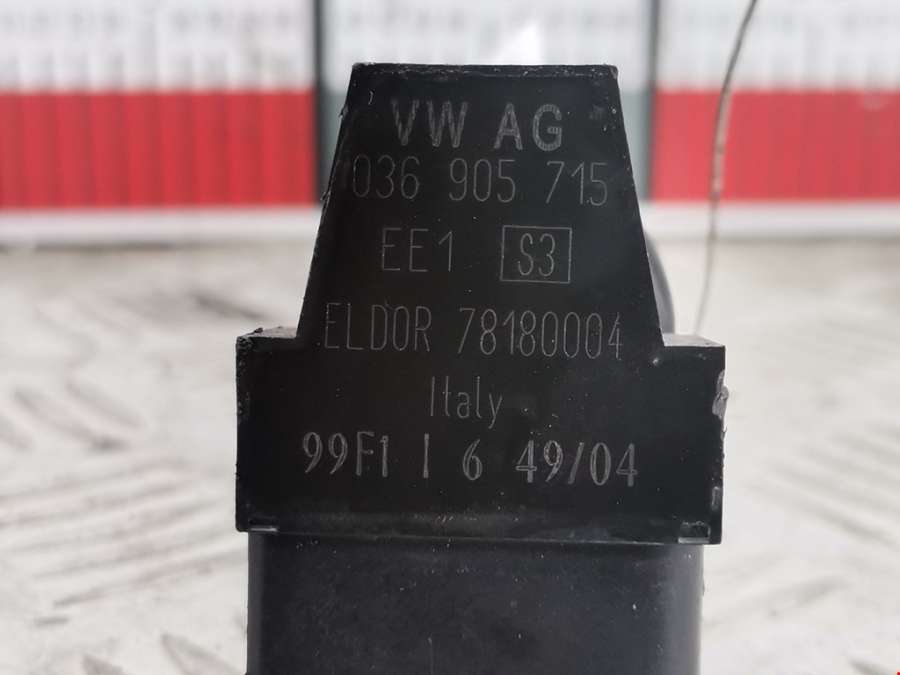 VW AG
036 905 715
EE1 S3
ELDOR 78180004
Italy
99F1 I 6 49/04